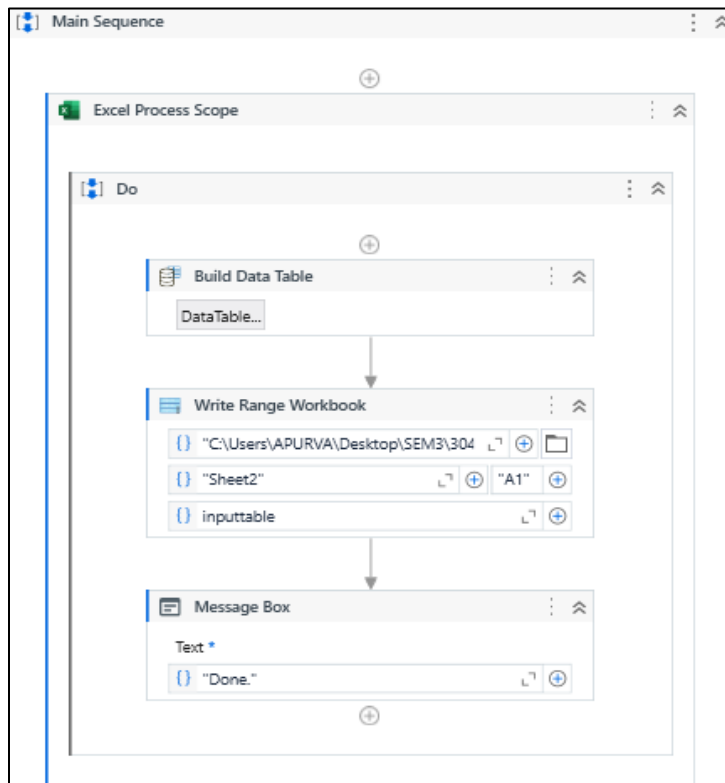 Main Sequence
Excel Process Scope
Do
Build Data Table
DataTable...
Write Range Workbook
"C:\Users\APURVA\Desktop\SEM3\304
"Sheet2" "A1"
inputtable
Message Box
Text *
"Done."